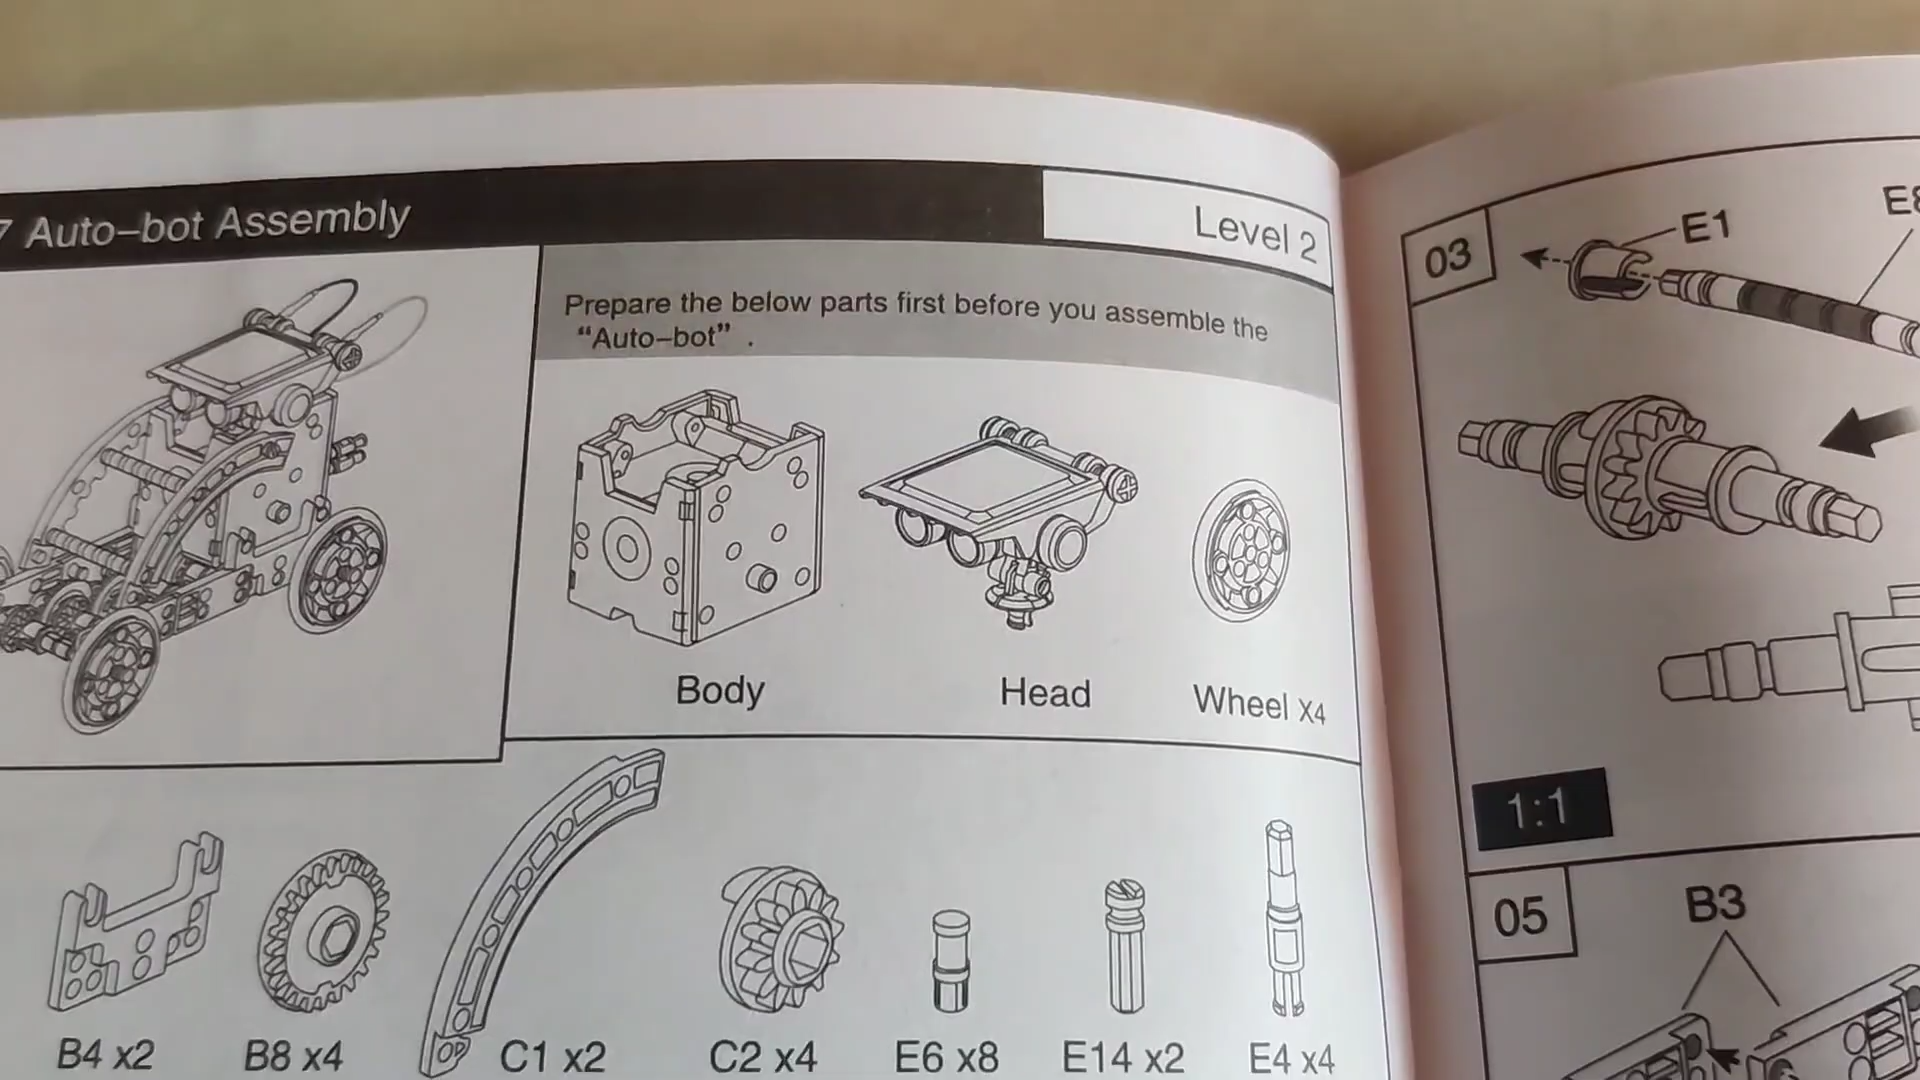 7 Auto–bot Assembly
Level 2
Prepare the below parts first before you assemble the
“Auto–bot” .
Body
Head
Wheel X4
B4 x2
B8 x4
C1 x2
C2 x4
E6 x8
E14 x2
E4 x4
03
E1
1:1
05
B3